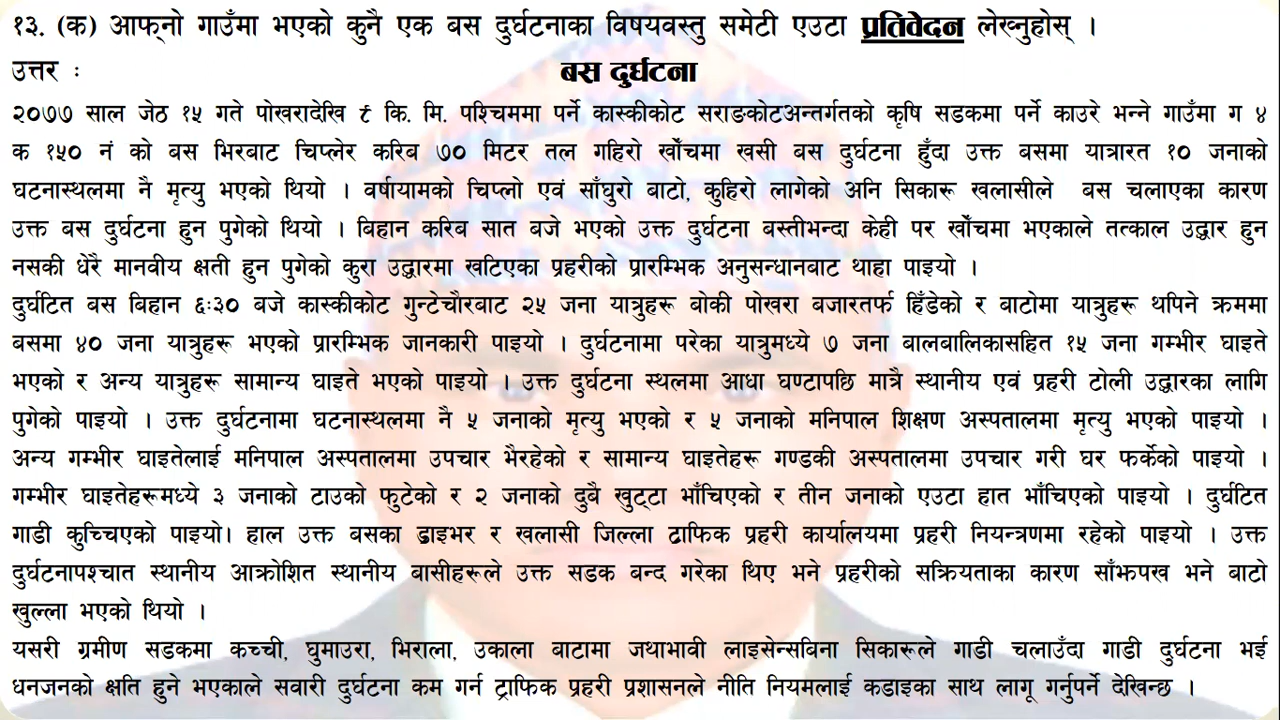 १३. (क) आफ्नो गाउँमा भएको कुनै एक बस दुर्घटनाका विषयवस्तु समेटी एउटा प्रतिवेदन लेख्नुहोस् ।
उत्तर :
बस दुर्घटना
२०७७ साल जेठ १५ गते पोखरादेखि ९ कि. मि. पश्चिममा पर्ने कास्कीकोट सराङकोटअन्तर्गतको कृषि सडकमा पर्ने काउरे भन्ने गाउँमा ग ४
क १५० नं को बस भिरबाट चिप्लेर करिब ७० मिटर तल गहिरो खोँचमा खसी बस दुर्घटना हुँदा उक्त बसमा यात्रारत १० जनाको
घटनास्थलमा नै मृत्यु भएको थियो । वर्षायामको चिप्लो एवं साँघुरो बाटो, कुहिरो लागेको अनि सिकारू खलासीले बस चलाएका कारण
उक्त बस दुर्घटना हुन पुगेको थियो । बिहान करिब सात बजे भएको उक्त दुर्घटना बस्तीभन्दा केही पर खोँचमा भएकाले तत्काल उद्धार हुन
नसकी धेरै मानवीय क्षती हुन पुगेको कुरा उद्धारमा खटिएका प्रहरीको प्रारम्भिक अनुसन्धानबाट थाहा पाइयो ।
दुर्घटित बस बिहान ६:३० बजे कास्कीकोट गुन्टेचौरबाट २५ जना यात्रुहरू बोकी पोखरा बजारतर्फ हिँडेको र बाटोमा यात्रुहरू थपिने क्रममा
बसमा ४० जना यात्रुहरू भएको प्रारम्भिक जानकारी पाइयो । दुर्घटनामा परेका यात्रुमध्ये ७ जना बालबालिकासहित १५ जना गम्भीर घाइते
भएको र अन्य यात्रुहरू सामान्य घाइते भएको पाइयो । उक्त दुर्घटना स्थलमा आधा घण्टापछि मात्रै स्थानीय एवं प्रहरी टोली उद्धारका लागि
पुगेको पाइयो । उक्त दुर्घटनामा घटनास्थलमा नै ५ जनाको मृत्यु भएको र ५ जनाको मनिपाल शिक्षण अस्पतालमा मृत्यु भएको पाइयो ।
अन्य गम्भीर घाइतेलाई मनिपाल अस्पतालमा उपचार भैरहेको र सामान्य घाइतेहरू गण्डकी अस्पतालमा उपचार गरी घर फर्केको पाइयो ।
गम्भीर घाइतेहरूमध्ये ३ जनाको टाउको फुटेको र २ जनाको दुबै खुट्टा भाँचिएको र तीन जनाको एउटा हात भाँचिएको पाइयो । दुर्घटित
गाडी कुच्चिएको पाइयो। हाल उक्त बसका ड्राइभर र खलासी जिल्ला ट्राफिक प्रहरी कार्यालयमा प्रहरी नियन्त्रणमा रहेको पाइयो । उक्त
दुर्घटनापश्चात स्थानीय आक्रोशित स्थानीय बासीहरूले उक्त सडक बन्द गरेका थिए भने प्रहरीको सक्रियताका कारण साँझपख भने बाटो
खुल्ला भएको थियो ।
यसरी ग्रमीण सडकमा कच्ची, घुमाउरा, भिराला, उकाला बाटामा जथाभावी लाइसेन्सबिना सिकारूले गाडी चलाउँदा गाडी दुर्घटना भई
धनजनको क्षति हुने भएकाले सवारी दुर्घटना कम गर्न ट्राफिक प्रहरी प्रशासनले नीति नियमलाई कडाइका साथ लागू गर्नुपर्ने देखिन्छ ।